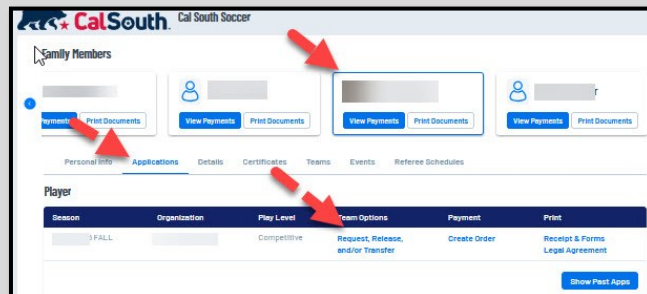 CalSouth. Cal South Soccer
Family Members
r
Payments Print Documents View Payments Print Documents View Payments Print Documents View Payments Print Documents
Personal Info Applications Details Certificates Teams Events Referee Schedules
Player
Season Organization Play Level Team Options Payment Print
FALL Competitive Request, Release, Create Order Receipt & Forms
and/or Transfer Legal Agreement
Show Past Apps